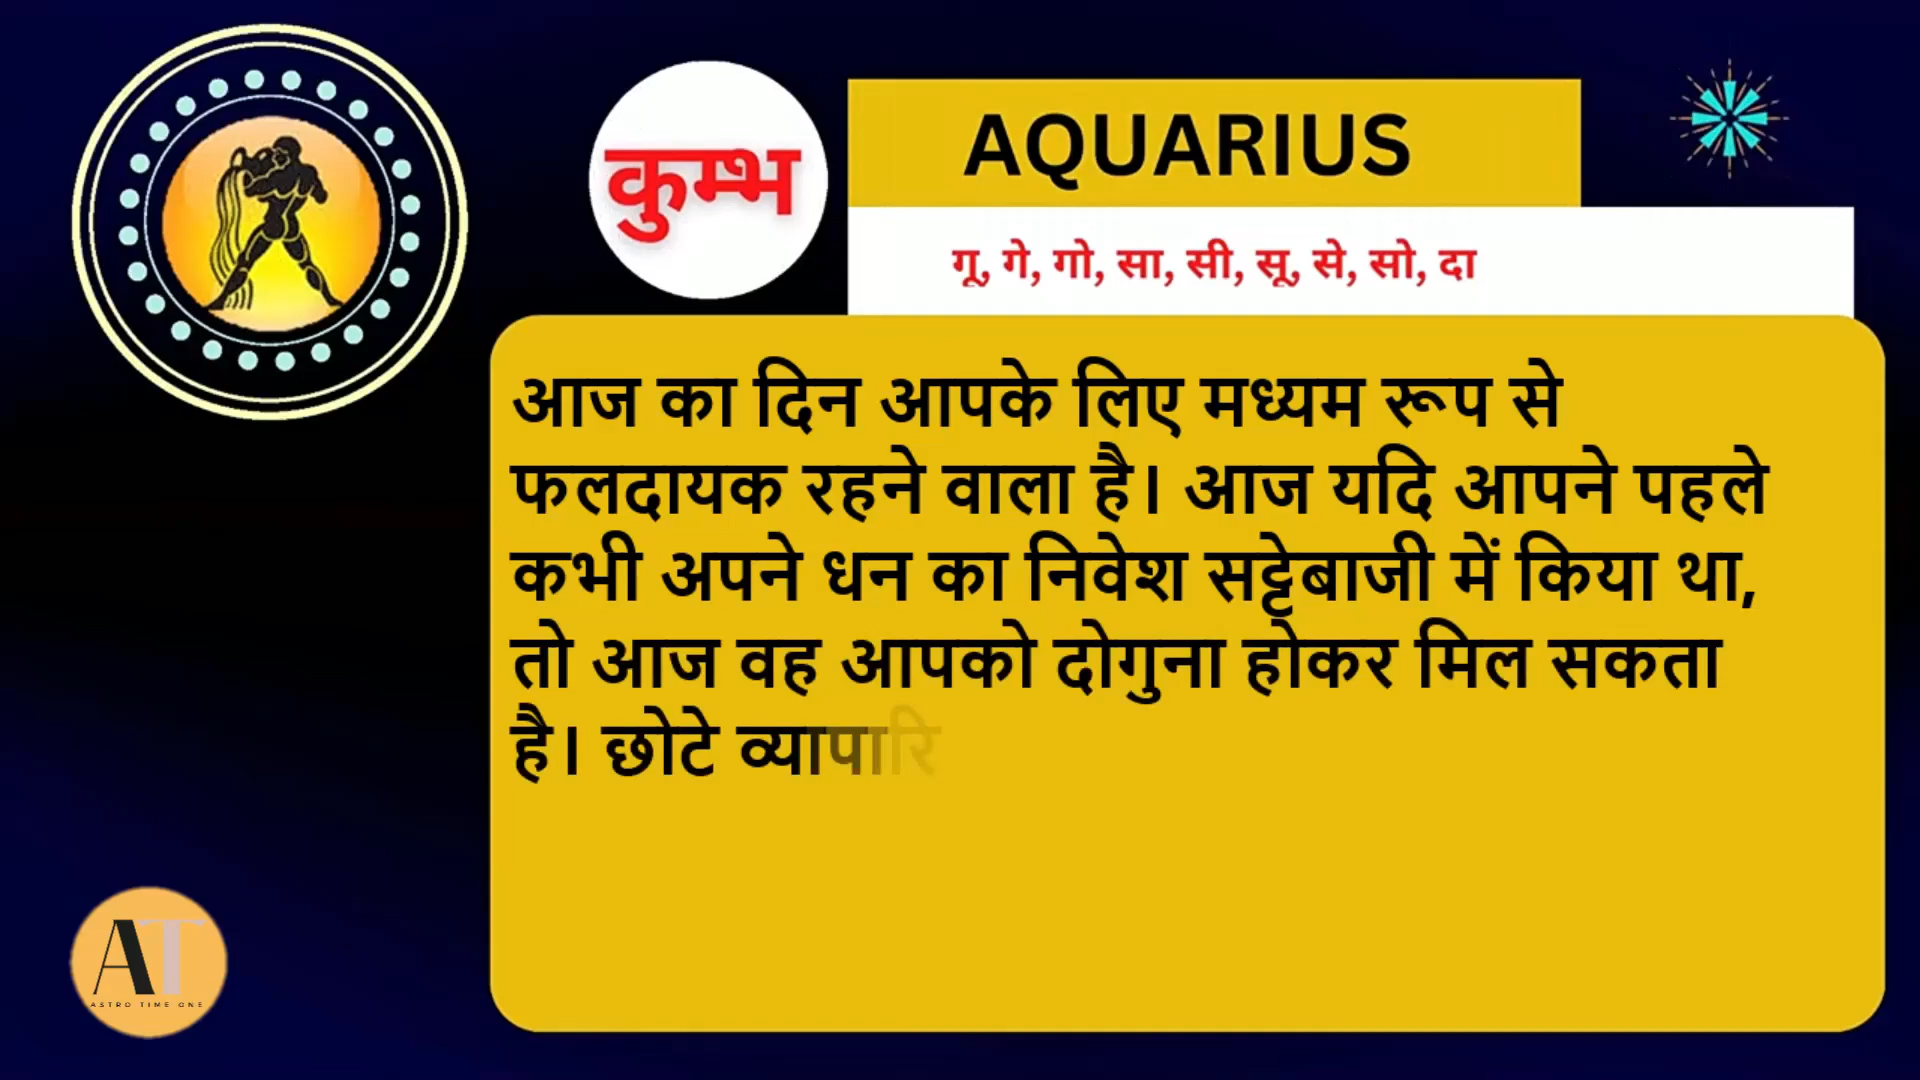 कुम्भ
AQUARIUS
गू, गे, गो, सा, सी, सू, से, सो, दा
आज का दिन आपके लिए मध्यम रूप से
फलदायक रहने वाला है। आज यदि आपने पहले
कभी अपने धन का निवेश सट्टेबाजी में किया था,
तो आज वह आपको दोगुना होकर मिल सकता
है। छोटे व्यापारि
AT
ASTRO TIME ONE